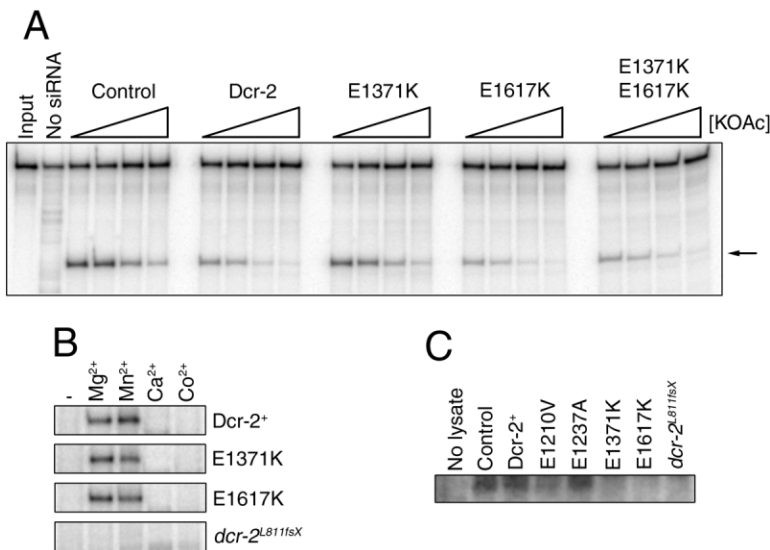 A
Input
No siRNA
Control
Dcr-2
E1371K
E1617K
E1371K
E1617K
[KOAc]
B
-
Mg²⁺
Mn²⁺
Ca²⁺
Co²⁺
Dcr-2⁺
E1371K
E1617K
dcr-2ᴸ⁸¹¹ᶠˢˣ
C
No lysate
Control
Dcr-2⁺
E1210V
E1237A
E1371K
E1617K
dcr-2ᴸ⁸¹¹ᶠˢˣ